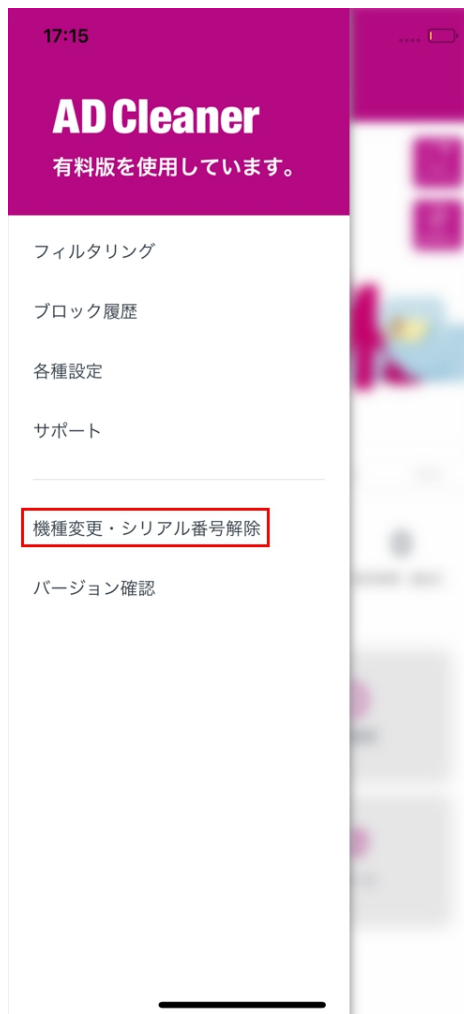 17:15
AD Cleaner
有料版を使用しています。
フィルタリング
ブロック履歴
各種設定
サポート
機種変更・シリアル番号解除
バージョン確認